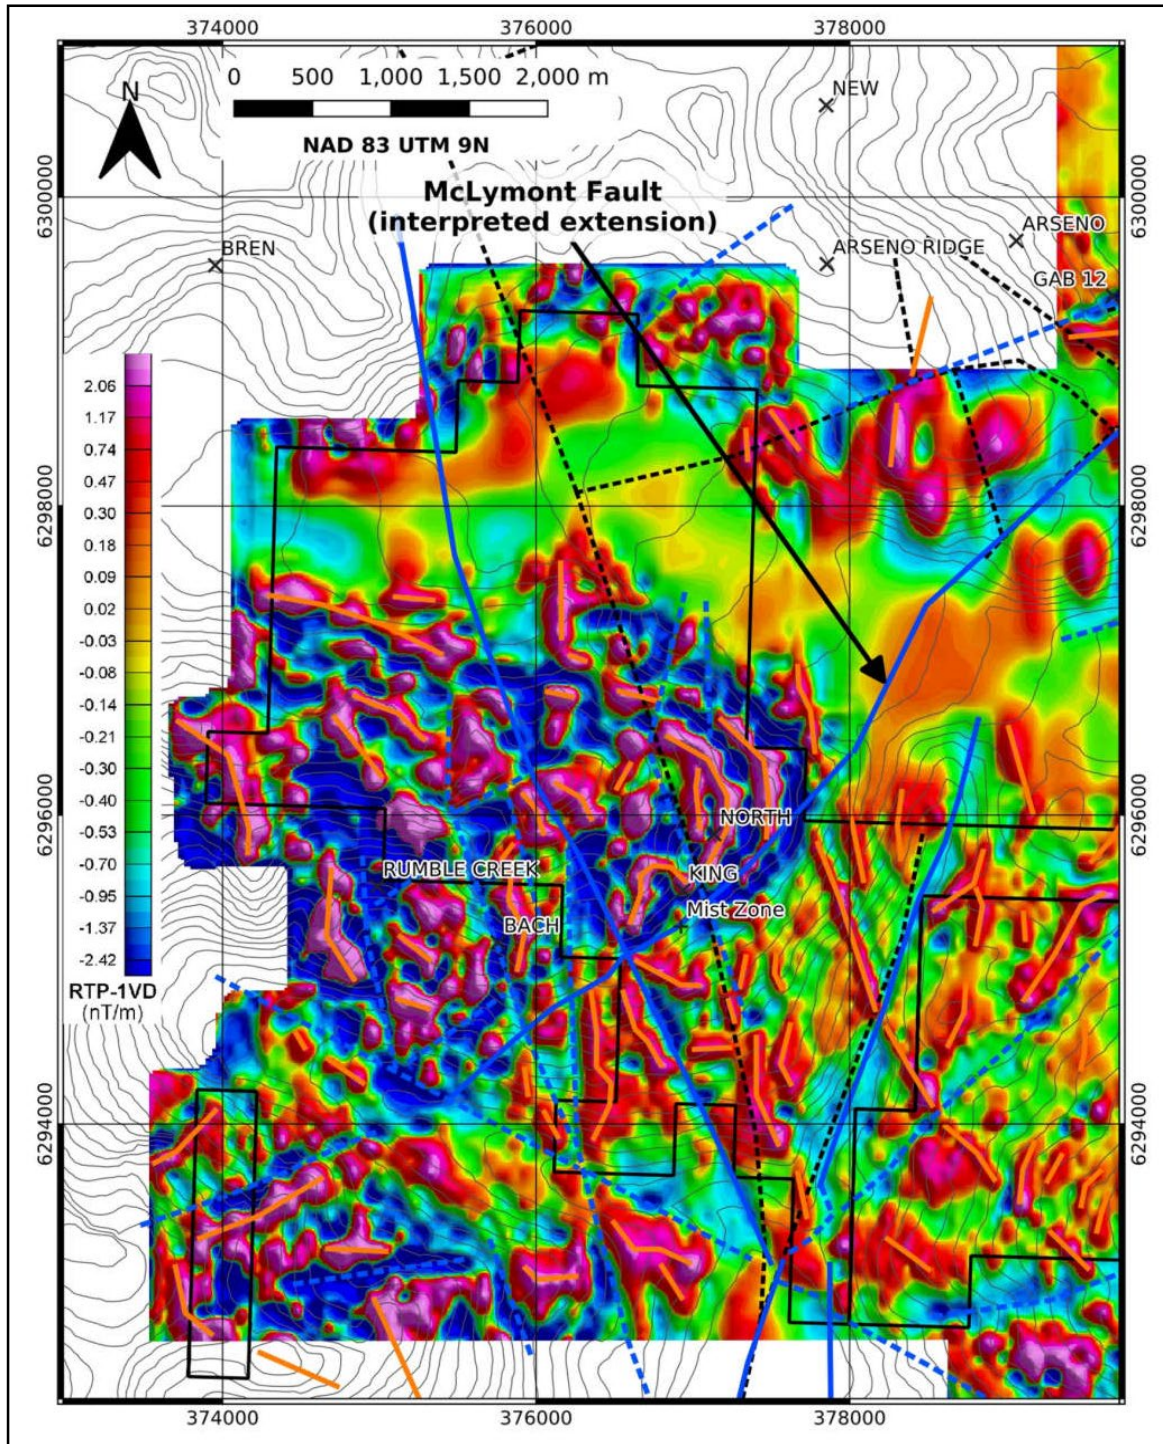 374000 376000 378000
N
0 500 1,000 1,500 2,000 m
NAD 83 UTM 9N
McLymont Fault
(interpreted extension)
NEW
6300000
6300000
ARSENO
ARSENO RIDGE
BREN
GAB 12
2.06
1.17
0.74
0.47
0.30
0.18
0.09
0.02
-0.03
-0.08
-0.14
-0.21
-0.30
-0.40
-0.53
-0.70
-0.95
-1.37
-2.42
RTP-1VD
(nT/m)
6298000
6298000
6296000
6296000
NORTH
RUMBLE CREEK
KING
BACH
Mist Zone
6294000
6294000
374000 376000 378000